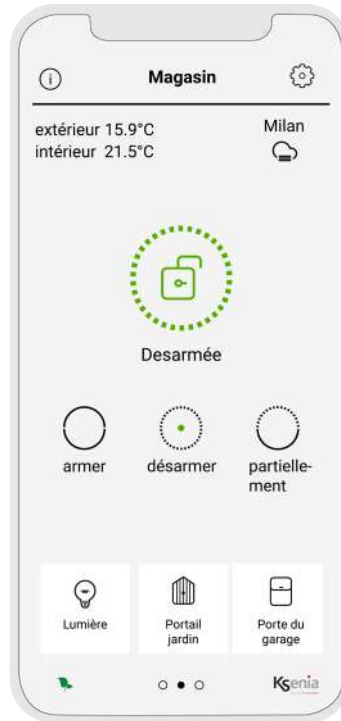 Magasin
extérieur 15.9°C
intérieur 21.5°C
Milan
Desarmée
armer
désarmer
partielle-
ment
Lumière
Portail
jardin
Porte du
garage
Ksenia